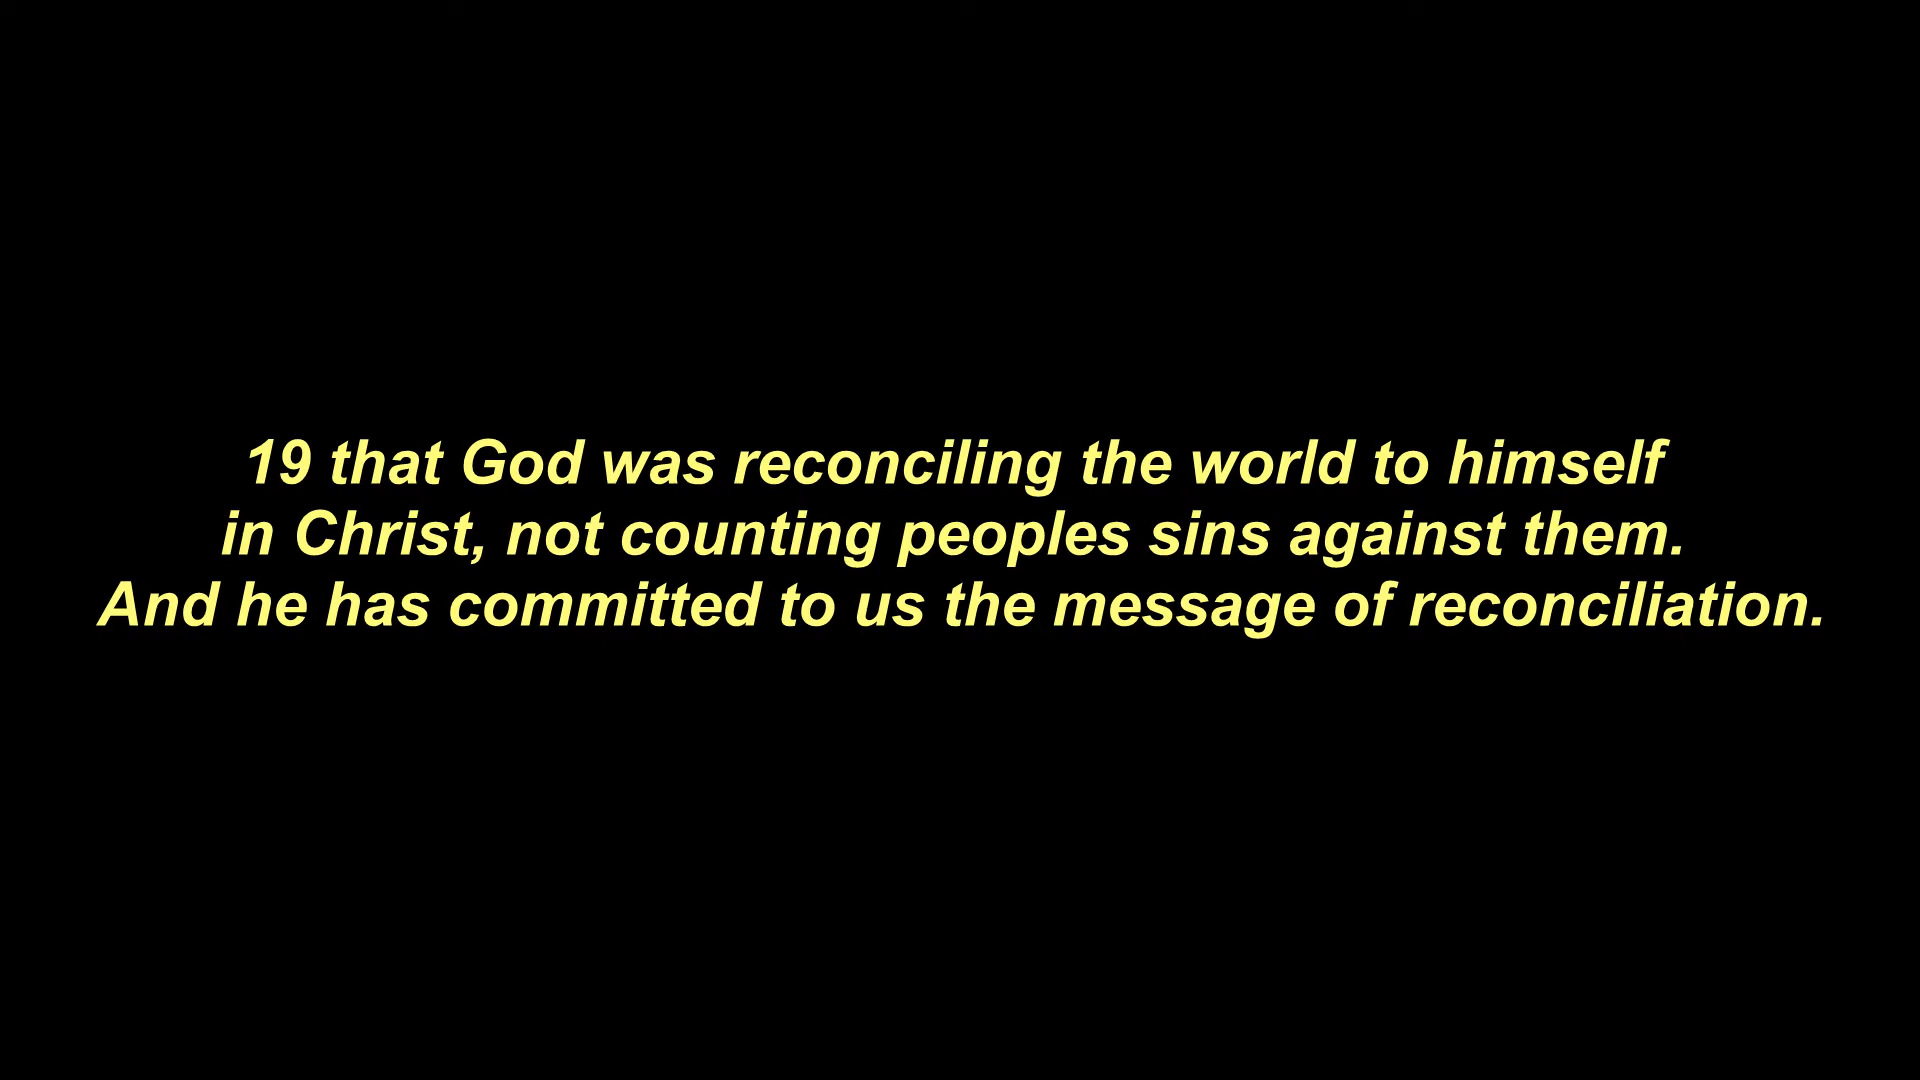 19 that God was reconciling the world to himself
in Christ, not counting peoples sins against them.
And he has committed to us the message of reconciliation.